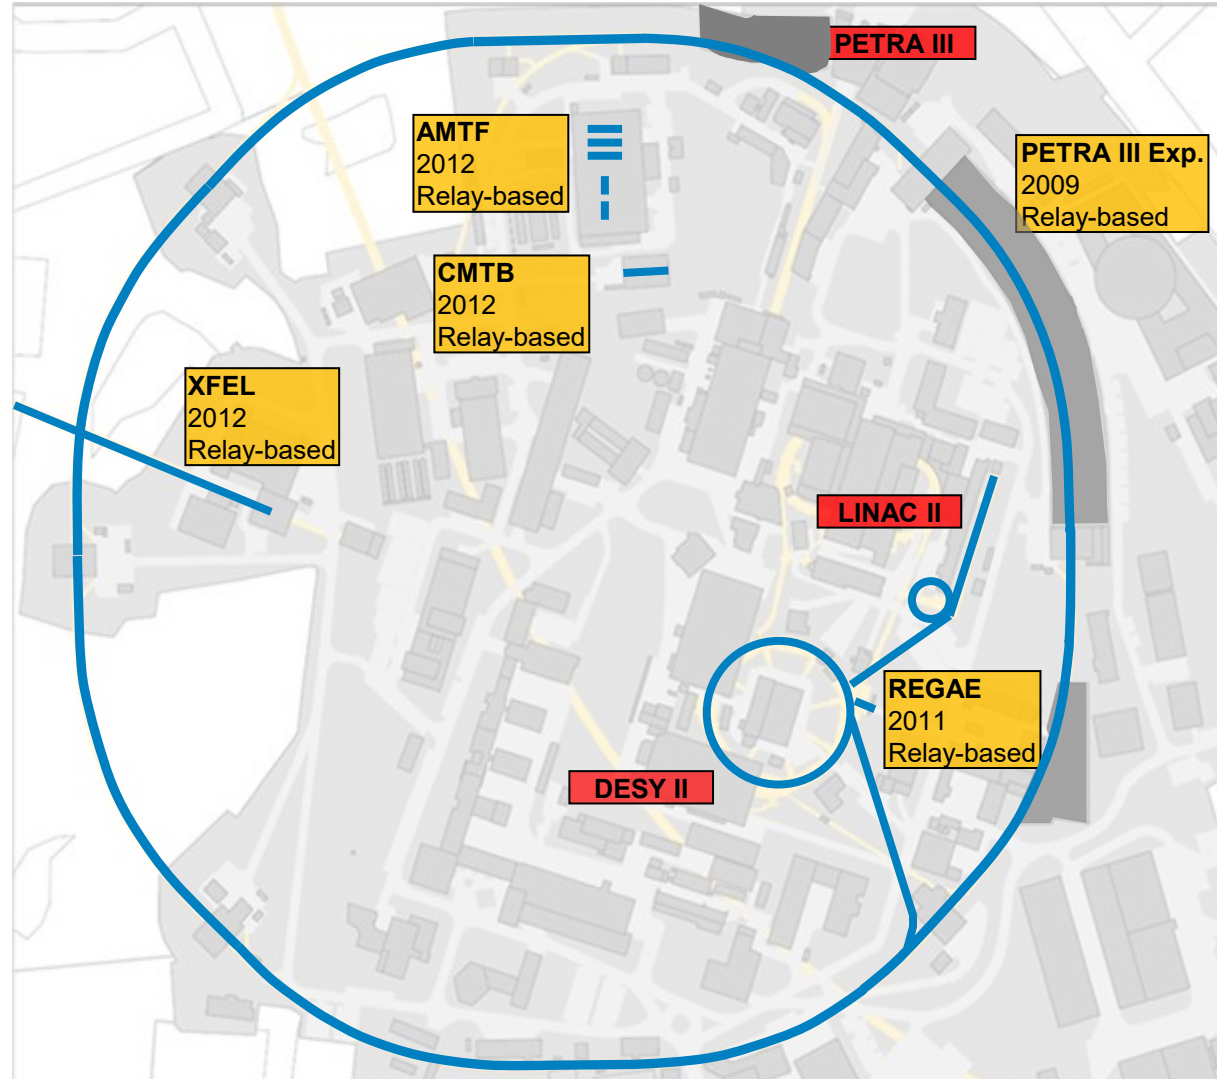 PETRA III
AMTF
2012
Relay-based
PETRA III Exp.
2009
Relay-based
CMTB
2012
Relay-based
XFEL
2012
Relay-based
LINAC II
REGAE
2011
Relay-based
DESY II